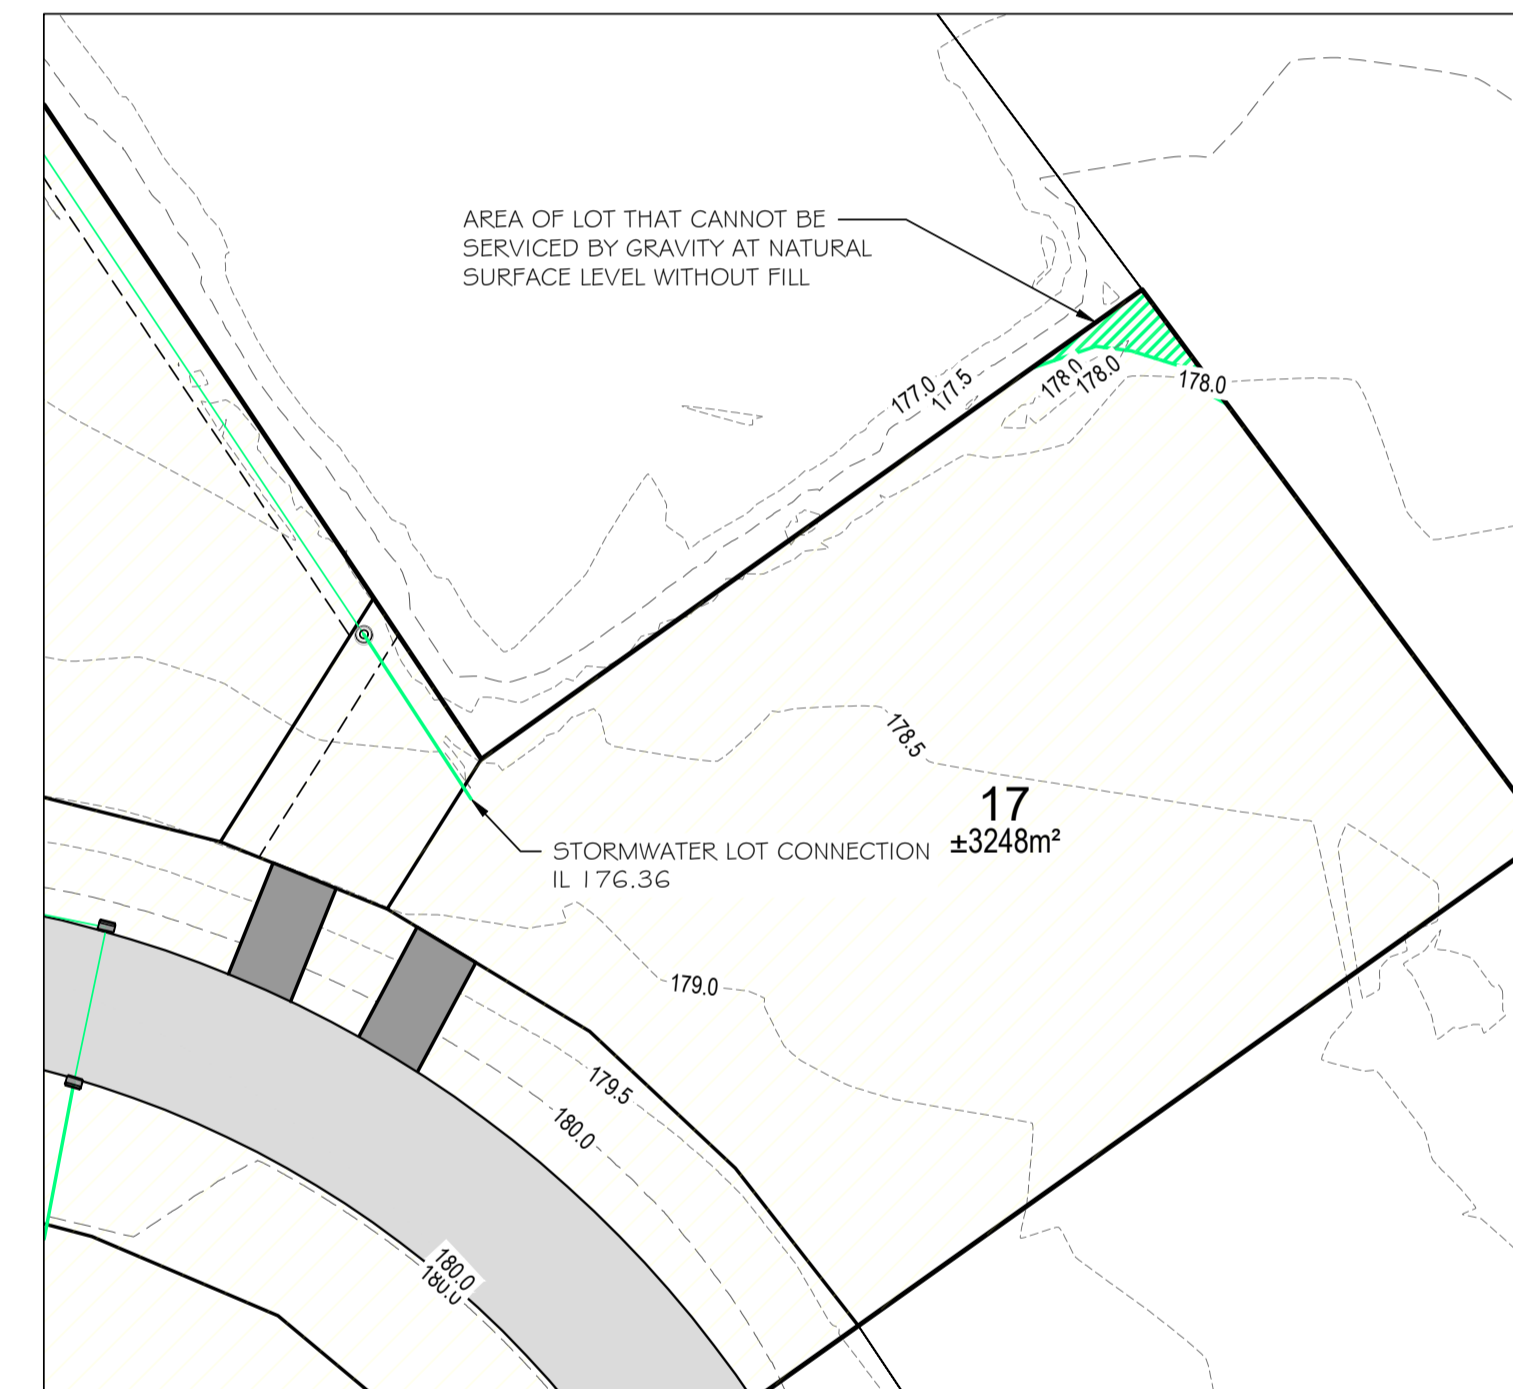 AREA OF LOT THAT CANNOT BE
SERVICED BY GRAVITY AT NATURAL
SURFACE LEVEL WITHOUT FILL
177.0
177.5
178.0
178.0
178.0
178.5
17
±3248m²
STORMWATER LOT CONNECTION
IL 176.36
179.0
179.5
180.0
180.0
180.0